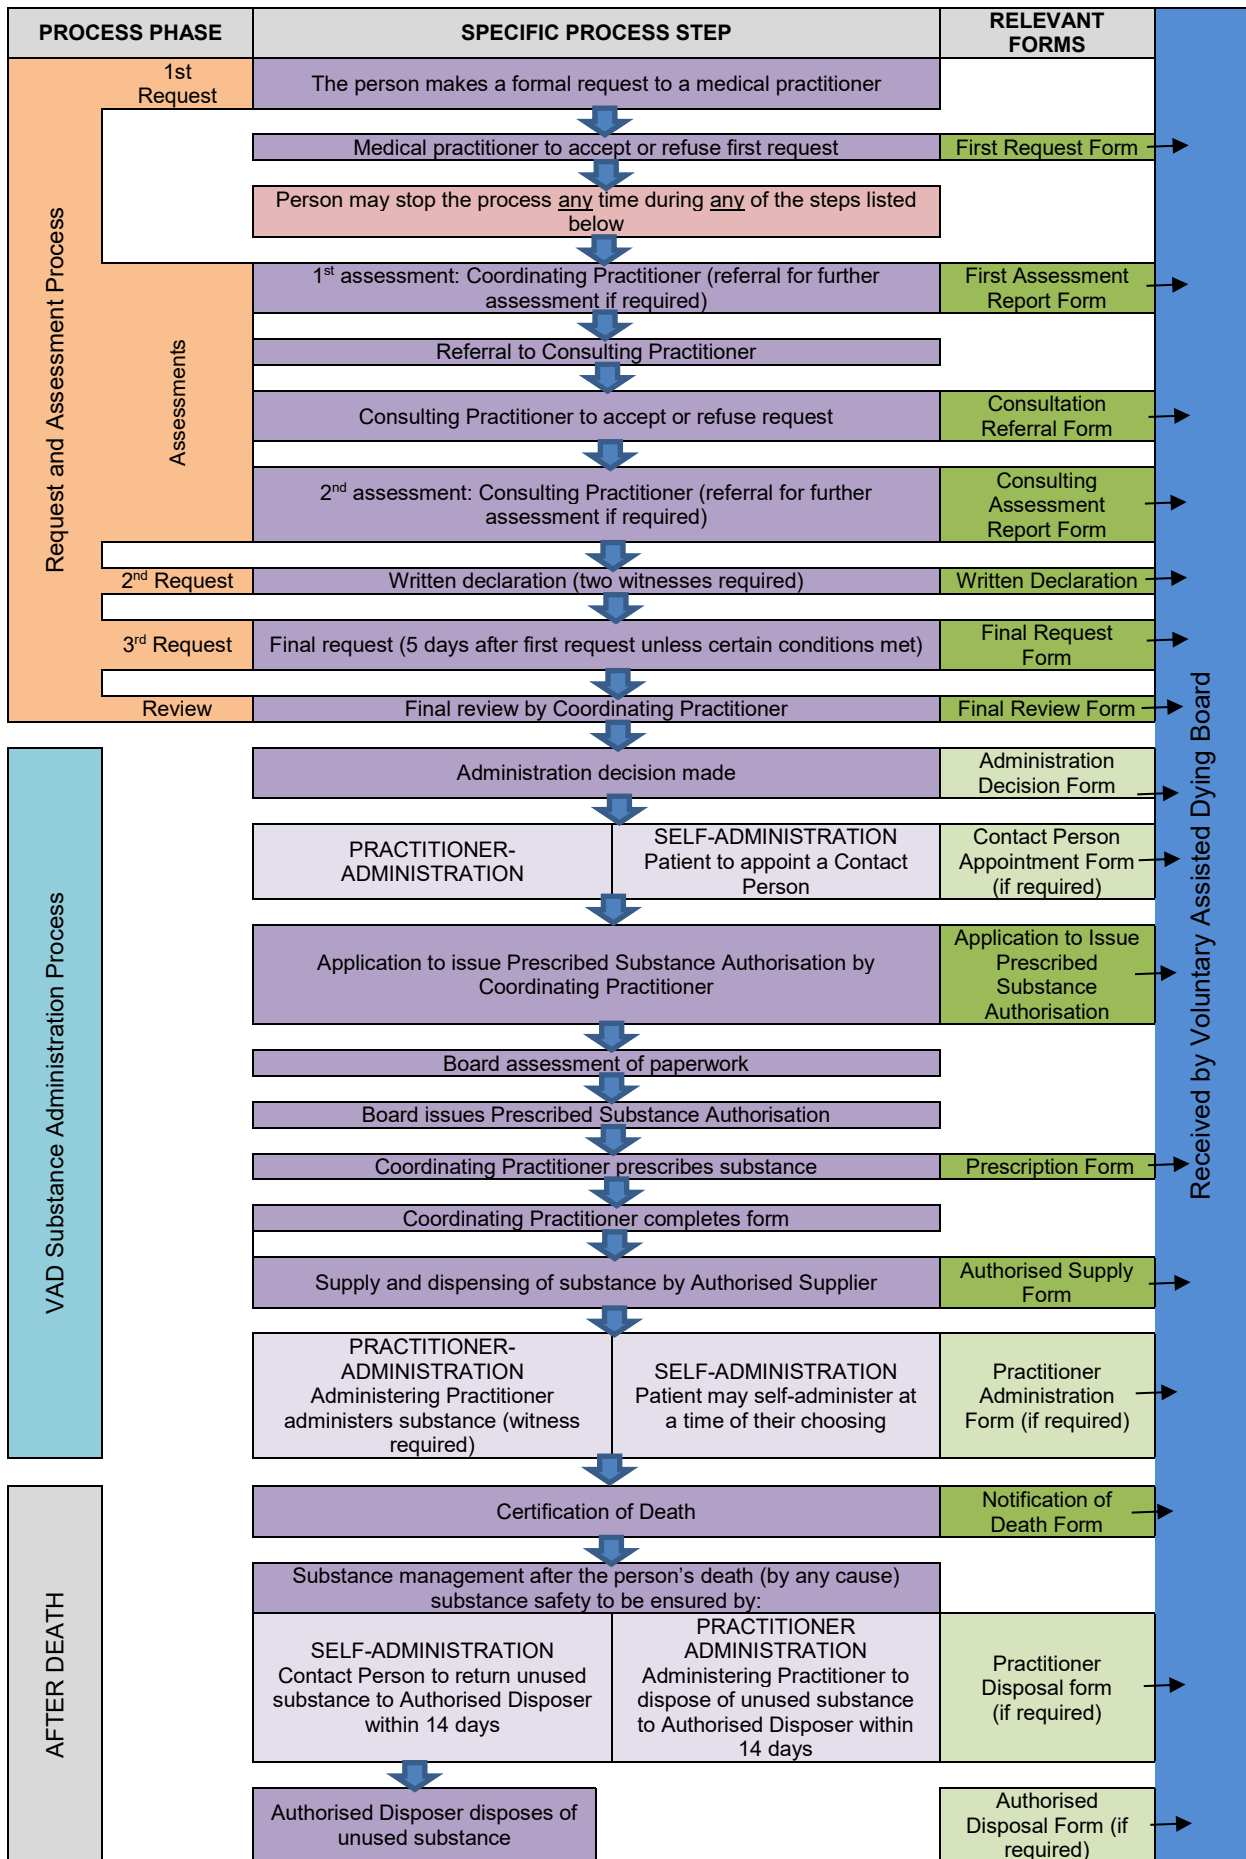 PROCESS PHASE
SPECIFIC PROCESS STEP
RELEVANT
FORMS
Request and Assessment Process
1st
Request
The person makes a formal request to a medical practitioner
Medical practitioner to accept or refuse first request
First Request Form
Person may stop the process any time during any of the steps listed
below
Assessments
1st assessment: Coordinating Practitioner (referral for further
assessment if required)
First Assessment
Report Form
Referral to Consulting Practitioner
Consulting Practitioner to accept or refuse request
Consultation
Referral Form
2nd assessment: Consulting Practitioner (referral for further
assessment if required)
Consulting
Assessment
Report Form
2nd Request
Written declaration (two witnesses required)
Written Declaration
3rd Request
Final request (5 days after first request unless certain conditions met)
Final Request
Form
Review
Final review by Coordinating Practitioner
Final Review Form
VAD Substance Administration Process
Administration decision made
Administration
Decision Form
PRACTITIONER-
ADMINISTRATION
SELF-ADMINISTRATION
Patient to appoint a Contact
Person
Contact Person
Appointment Form
(if required)
Application to issue Prescribed Substance Authorisation by
Coordinating Practitioner
Application to Issue
Prescribed
Substance
Authorisation
Board assessment of paperwork
Board issues Prescribed Substance Authorisation
Coordinating Practitioner prescribes substance
Prescription Form
Coordinating Practitioner completes form
Supply and dispensing of substance by Authorised Supplier
Authorised Supply
Form
PRACTITIONER-
ADMINISTRATION
Administering Practitioner
administers substance (witness
required)
SELF-ADMINISTRATION
Patient may self-administer at
a time of their choosing
Practitioner
Administration
Form (if required)
AFTER DEATH
Certification of Death
Notification of
Death Form
Substance management after the person's death (by any cause)
substance safety to be ensured by:
SELF-ADMINISTRATION
Contact Person to return unused
substance to Authorised Disposer
within 14 days
PRACTITIONER
ADMINISTRATION
Administering Practitioner to
dispose of unused substance
to Authorised Disposer within
14 days
Practitioner
Disposal form
(if required)
Authorised Disposer disposes of
unused substance
Authorised
Disposal Form (if
required)
Received by Voluntary Assisted Dying Board